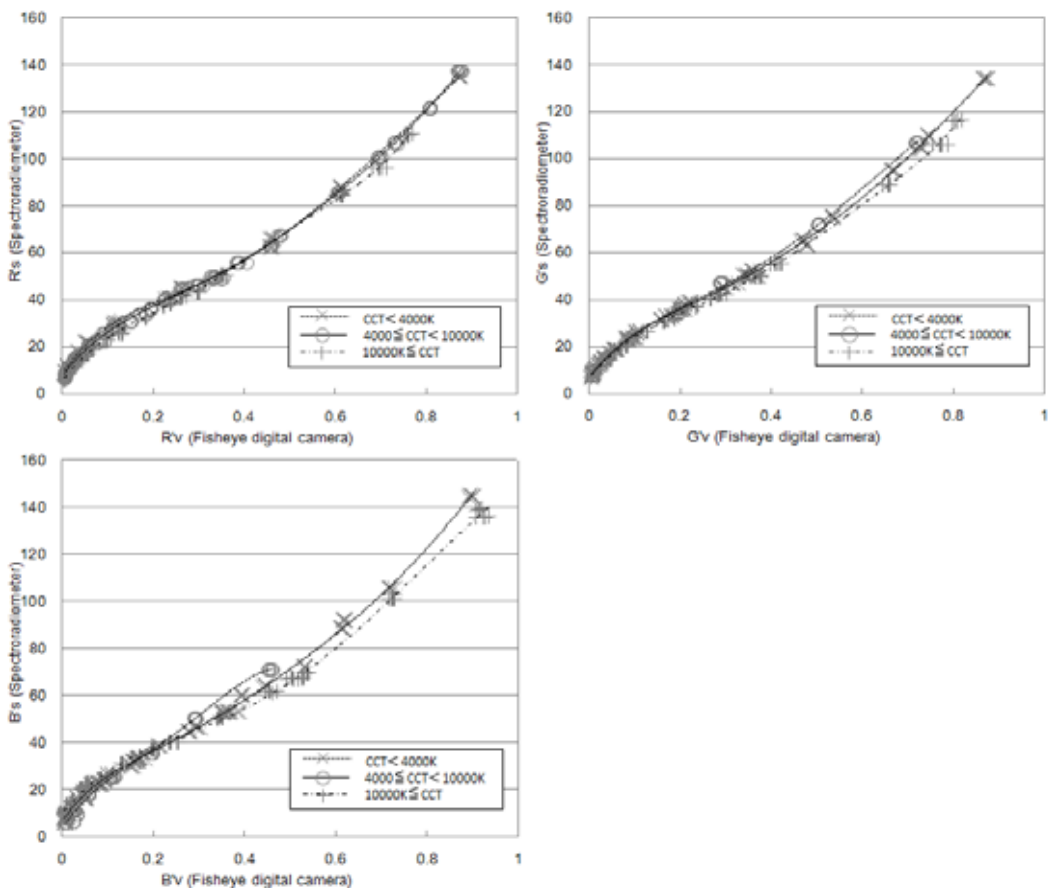 160
140
120
100
80
60
40
20
0
R's (Spectroradiometer)
CCT<4000K
4000≦CCT<10000K
10000K≦CCT
0 0.2 0.4 0.6 0.8 1
R'v (Fisheye digital camera)
160
140
120
100
80
60
40
20
0
G's (Spectroradiometer)
CCT<4000K
4000≦CCT<10000K
10000K≦CCT
0 0.2 0.4 0.6 0.8 1
G'v (Fisheye digital camera)
160
140
120
100
80
60
40
20
0
B's (Spectroradiometer)
CCT<4000K
4000≦CCT<10000K
10000K≦CCT
0 0.2 0.4 0.6 0.8 1
B'v (Fisheye digital camera)